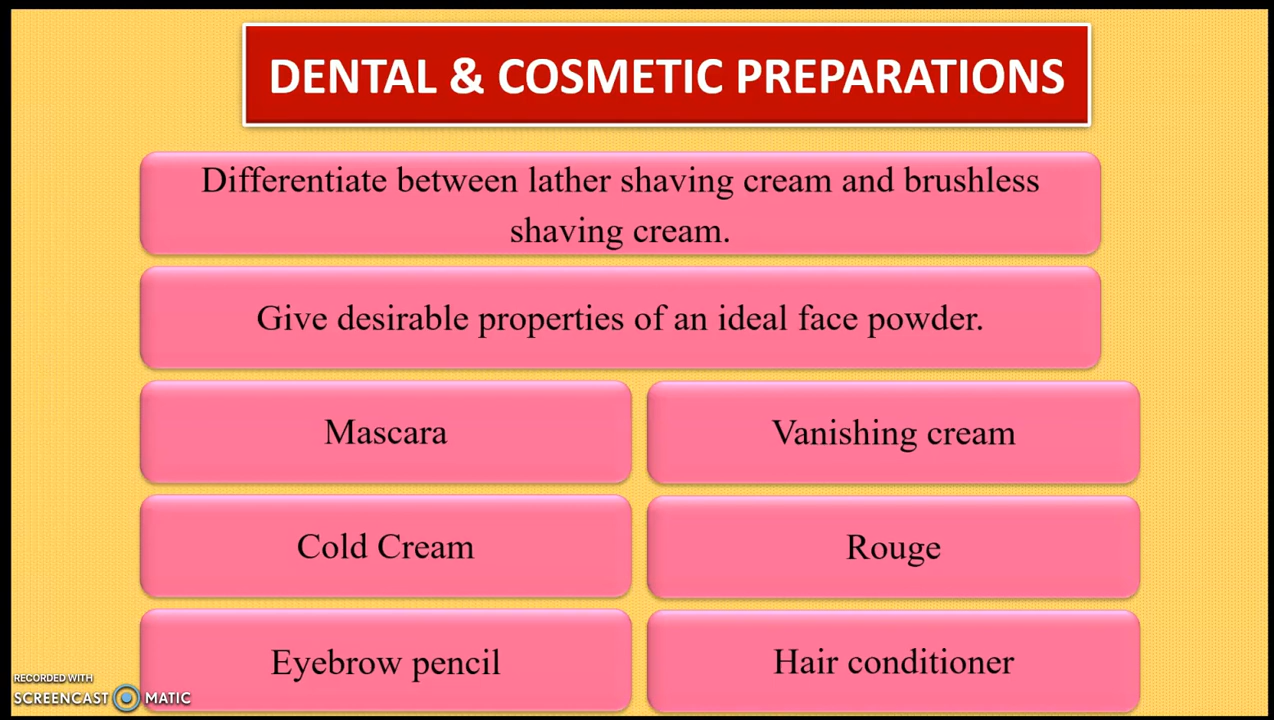 DENTAL & COSMETIC PREPARATIONS
Differentiate between lather shaving cream and brushless
shaving cream.
Give desirable properties of an ideal face powder.
Mascara
Vanishing cream
Cold Cream
Rouge
Eyebrow pencil
Hair conditioner
RECORDED WITH
SCREENCAST MATIC